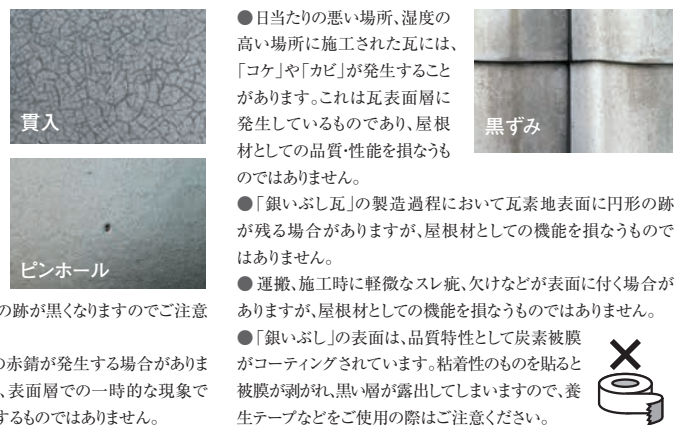 貫入
ピンホール
の跡が黒くなりますのでご注意
の赤錆が発生する場合がありま
、表面層での一時的な現象で
するものではありません。
●日当たりの悪い場所、湿度の
高い場所に施工された瓦には、
「コケ」や「カビ」が発生すること
があります。これは瓦表面層に
発生しているものであり、屋根
材としての品質・性能を損なうも
のではありません。
黒ずみ
●「銀いぶし瓦」の製造過程において瓦素地表面に円形の跡
が残る場合がありますが、屋根材としての機能を損なうもので
はありません。
● 運搬、施工時に軽微なスレ疵、欠けなどが表面に付く場合が
ありますが、屋根材としての機能を損なうものではありません。
●「銀いぶし」の表面は、品質特性として炭素被膜
がコーティングされています。粘着性のものを貼ると
被膜が剥がれ、黒い層が露出してしまいますので、養
生テープなどをご使用の際はご注意ください。